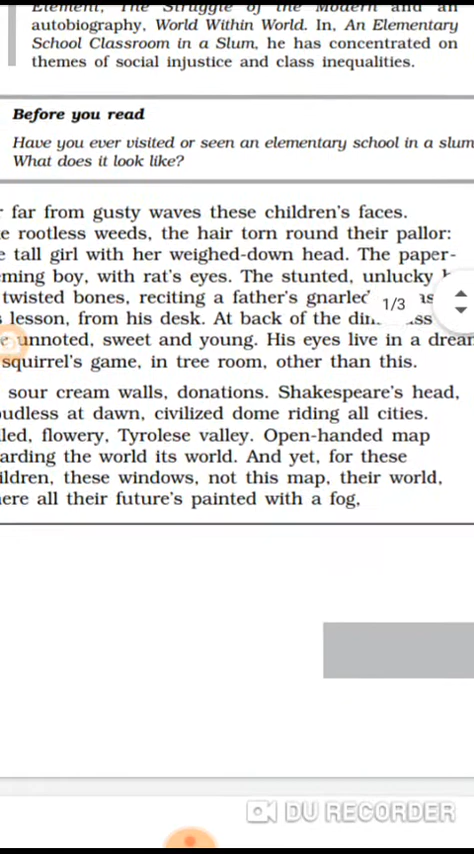 Element, The Struggle of the Modern and an
autobiography, World Within World. In, An Elementary
School Classroom in a Slum, he has concentrated on
themes of social injustice and class inequalities.
Before you read
Have you ever visited or seen an elementary school in a slum
What does it look like?
far from gusty waves these children's faces.
rootless weeds, the hair torn round their pallor:
tall girl with her weighed-down head. The paper-
ming boy, with rat's eyes. The stunted, unlucky
twisted bones, reciting a father's
1/3
lesson, from his desk. At back of the
unnoted, sweet and young. His eyes live in a
squirrel's game, in tree room, other than this.
sour cream walls, donations. Shakespeare's head,
udless at dawn, civilized dome riding all cities.
led, flowery, Tyrolese valley. Open-handed map
arding the world its world. And yet, for these
ildren, these windows, not this map, their world,
ere all their future's painted with a fog,
DU RECORDER